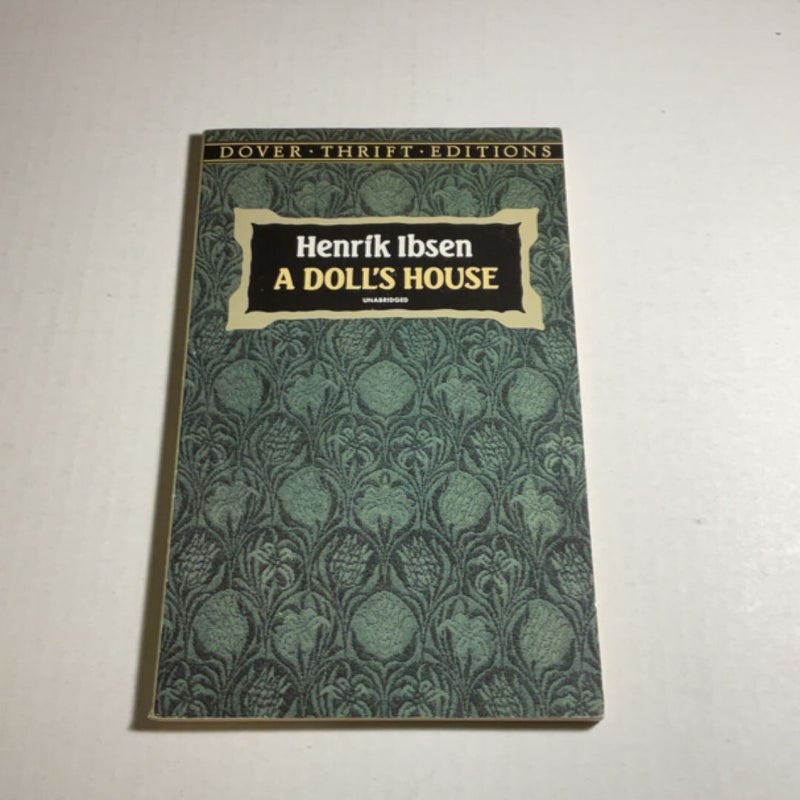 DOVER · THRIFT · EDITIONS
Henrik Ibsen
A DOLL'S HOUSE
UNABRIDGED